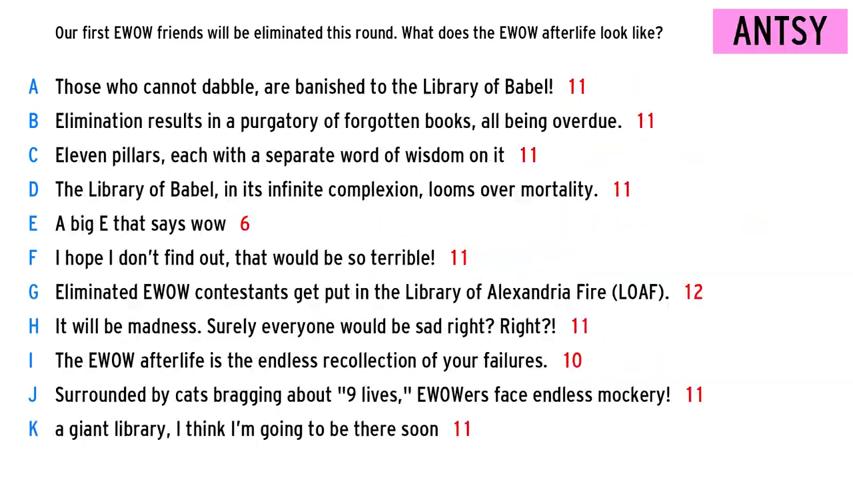 Our first EWOW friends will be eliminated this round. What does the EWOW afterlife look like?
ANTSY
A Those who cannot dabble, are banished to the Library of Babel! 11
B Elimination results in a purgatory of forgotten books, all being overdue. 11
C Eleven pillars, each with a separate word of wisdom on it 11
D The Library of Babel, in its infinite complexion, looms over mortality. 11
E A big E that says wow 6
F I hope I don't find out, that would be so terrible! 11
G Eliminated EWOW contestants get put in the Library of Alexandria Fire (LOAF). 12
H It will be madness. Surely everyone would be sad right? Right?! 11
I The EWOW afterlife is the endless recollection of your failures. 10
J Surrounded by cats bragging about "9 lives," EWOWers face endless mockery! 11
K a giant library, I think I'm going to be there soon 11